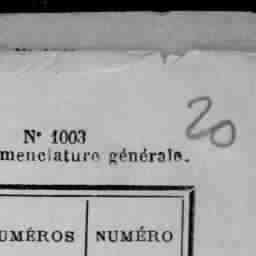 20
N° 1003
menclature générale.
UMÉROS NUMÉRO